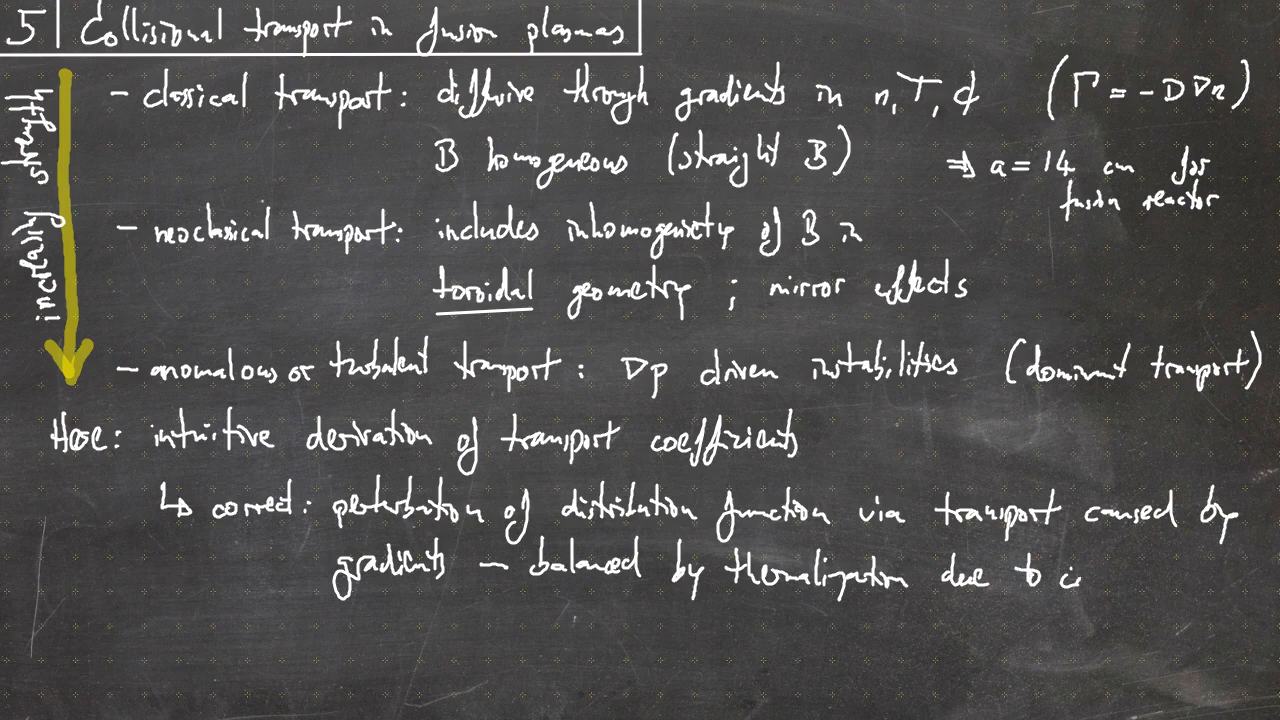 5 | Collisional transport in fusion plasmas
increasing strength
- classical transport: diffusive through gradients in n, T, ϕ (Γ = - D ∇n)
B homogeneous (straight B) ⇒ a = 14 cm for
fusion reactor
- neoclassical transport: includes inhomogeneity of B in
toroidal geometry ; mirror effects
- anomalous or turbulent transport: ∇p driven instabilities (dominant transport)
Here: intuitive derivation of transport coefficients
↳ correct: perturbation of distribution function via transport caused by
gradients - balanced by thermalization due to